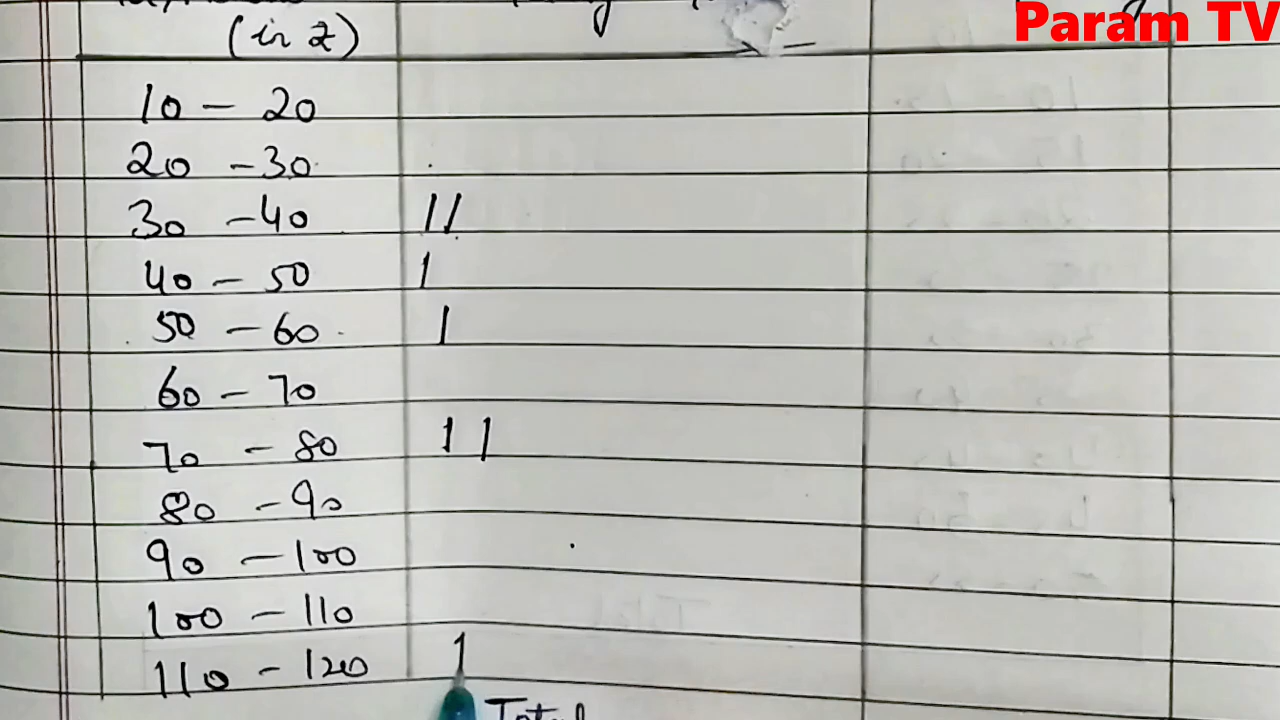 Param TV
(in ₹)
10 – 20
20 – 30
30 – 40 ||
40 – 50 |
50 – 60 |
60 – 70
70 – 80 ||
80 – 90
90 – 100
100 – 110
110 – 120 |
Total